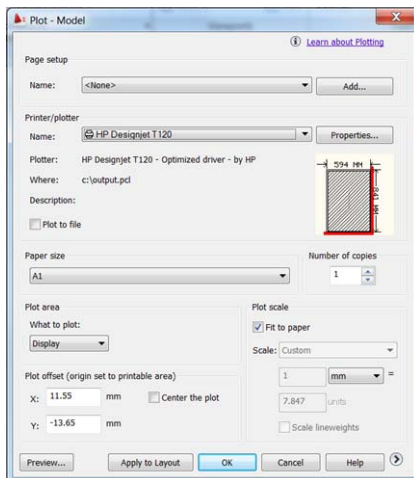 Plot - Model
Learn about Plotting
Page setup
Name: <None> Add...
Printer/plotter
Name: HP Designjet T120 Properties...
Plotter: HP Designjet T120 - Optimized driver - by HP
Where: c:\output.pcl
Description:
Plot to file
594 MM
841 MM
Paper size
A1
Number of copies
1
Plot area
What to plot:
Display
Plot offset (origin set to printable area)
X: 11.55 mm Center the plot
Y: -13.65 mm
Plot scale
Fit to paper
Scale: Custom
1 mm =
7.847 units
Scale lineweights
Preview... Apply to Layout OK Cancel Help